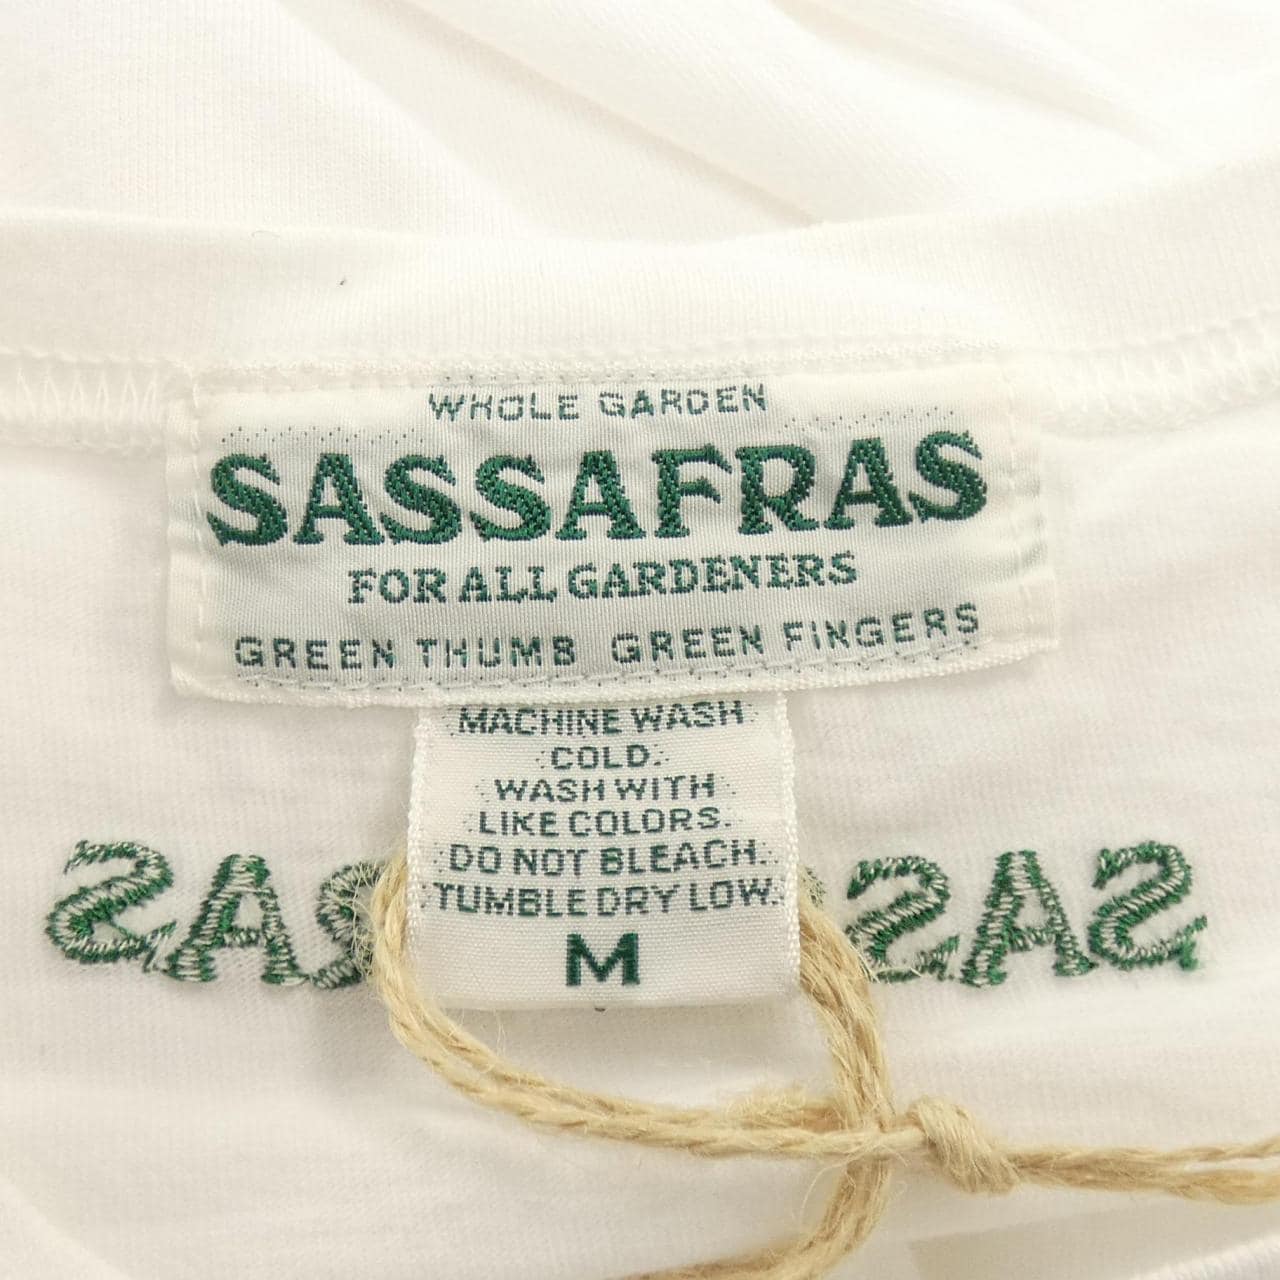 WHOLE GARDEN
SASSAFRAS
FOR ALL GARDENERS
GREEN THUMB GREEN FINGERS
MACHINE WASH
COLD.
WASH WITH
LIKE COLORS.
DO NOT BLEACH.
TUMBLE DRY LOW.
M